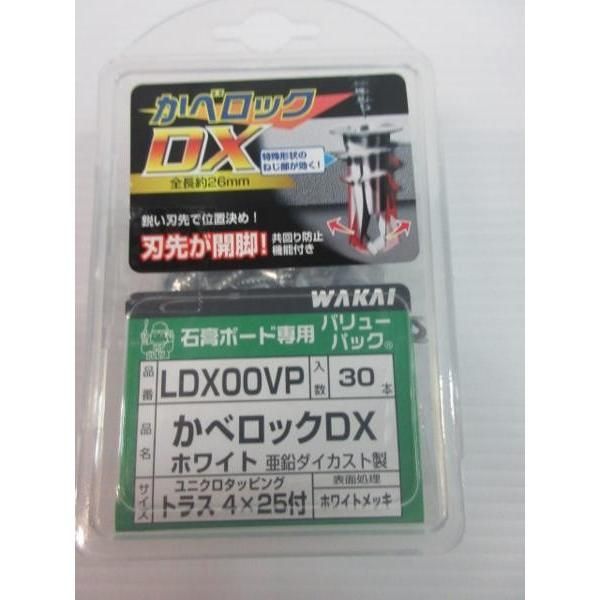 かべロック
DX
全長約26mm
特殊形状の
ねじ部が効く!
鋭い刃先で位置決め!
刃先が開脚!
共回り防止
機能付き
WAKAI
石膏ボード専用
バリュー
パック®
品番
LDX00VP
入数
30本
品名
かべロックDX
ホワイト 亜鉛ダイカスト製
サイズ
ユニクロタッピング
トラス 4×25付
表面処理
ホワイトメッキ